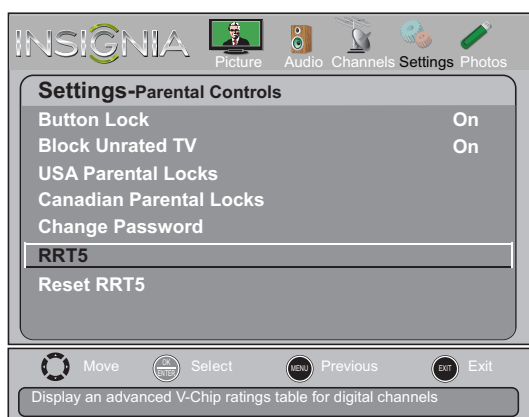 INSIGNIA
Picture Audio Channels Settings Photos
Settings-Parental Controls
Button Lock On
Block Unrated TV On
USA Parental Locks
Canadian Parental Locks
Change Password
RRT5
Reset RRT5
Move OK ENTER Select MENU Previous EXIT Exit
Display an advanced V-Chip ratings table for digital channels